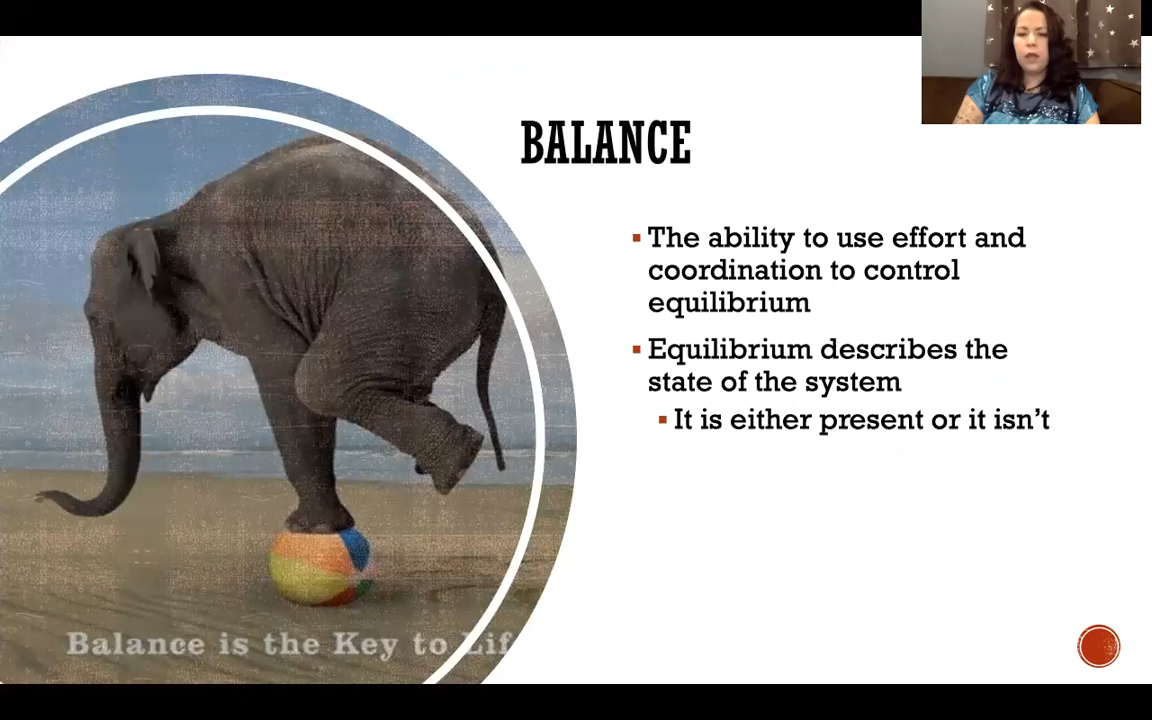 BALANCE
The ability to use effort and
coordination to control
equilibrium
Equilibrium describes the
state of the system
It is either present or it isn't
Balance is the Key to Lif